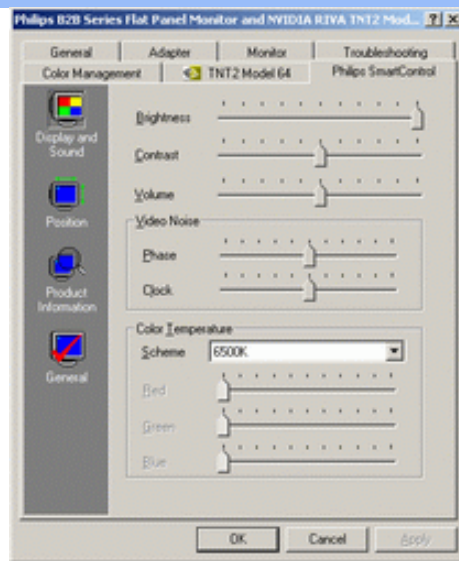 Philips B2B Series Flat Panel Monitor and NVIDIA RIVA TNT2 Mod...
General Adapter Monitor Troubleshooting
Color Management TNT2 Model 64 Philips SmartControl
Display and
Sound
Position
Product
Information
General
Brightness
Contrast
Volume
Video Noise
Phase
Clock
Color Temperature
Scheme 6500K
Red
Green
Blue
OK Cancel Apply